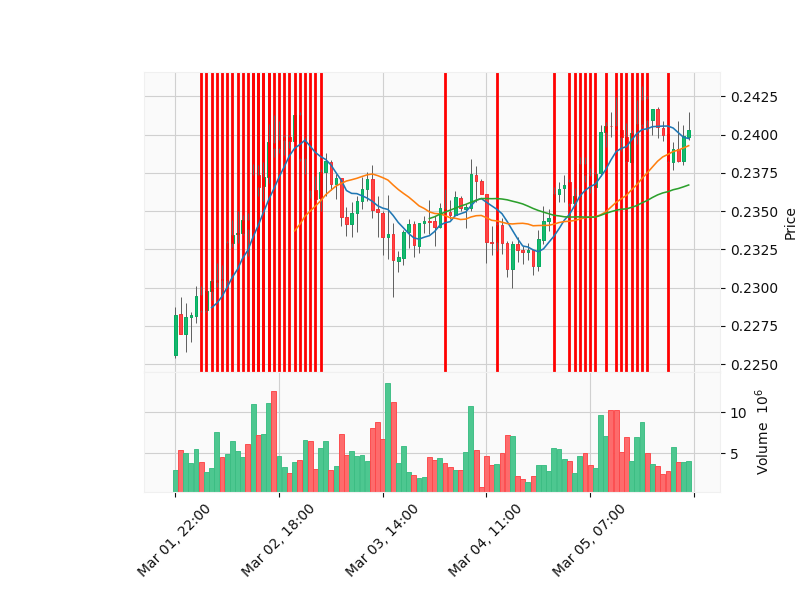 0.2425
0.2400
0.2375
0.2350
0.2325
0.2300
0.2275
0.2250
Price
10
5
Volume 10⁶
Mar 01, 22:00
Mar 02, 18:00
Mar 03, 14:00
Mar 04, 11:00
Mar 05, 07:00